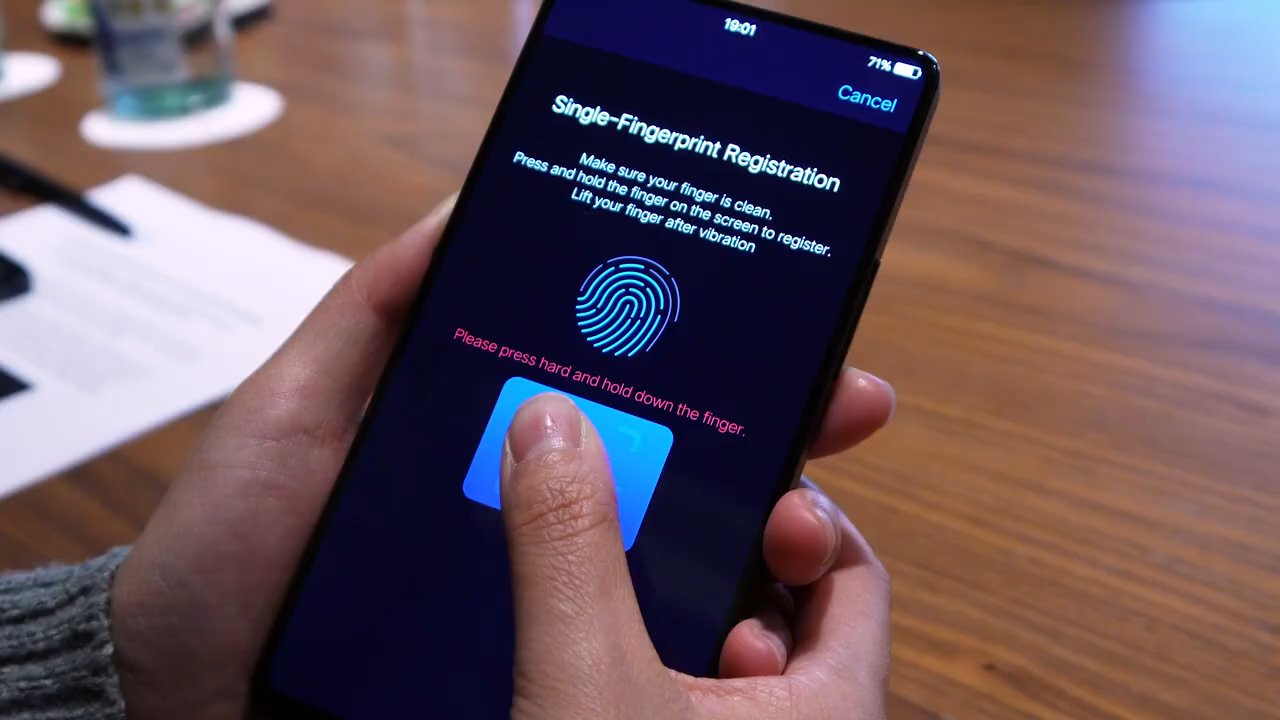 19:01
71%
Cancel
Single-Fingerprint Registration
Make sure your finger is clean.
Press and hold the finger on the screen to register.
Lift your finger after vibration
Please press hard and hold down the finger.